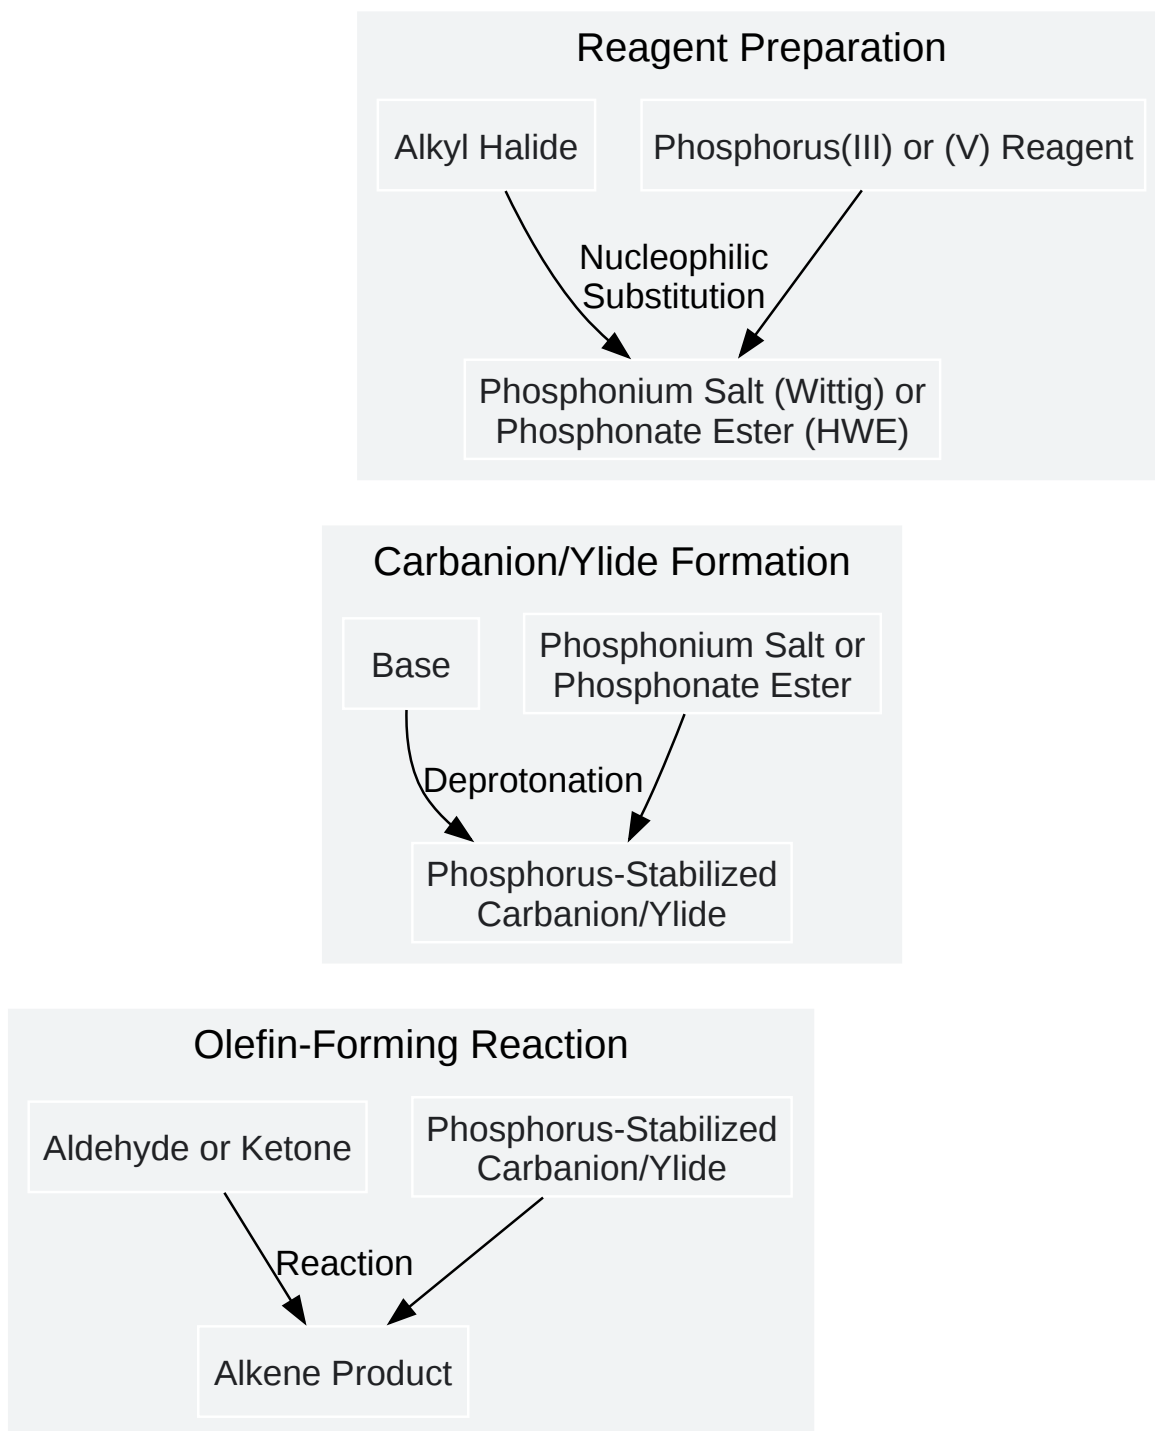 Reagent Preparation
Alkyl Halide
Phosphorus(III) or (V) Reagent
Nucleophilic
Substitution
Phosphonium Salt (Wittig) or
Phosphonate Ester (HWE)
Carbanion/Ylide Formation
Base
Phosphonium Salt or
Phosphonate Ester
Deprotonation
Phosphorus-Stabilized
Carbanion/Ylide
Olefin-Forming Reaction
Aldehyde or Ketone
Phosphorus-Stabilized
Carbanion/Ylide
Reaction
Alkene Product